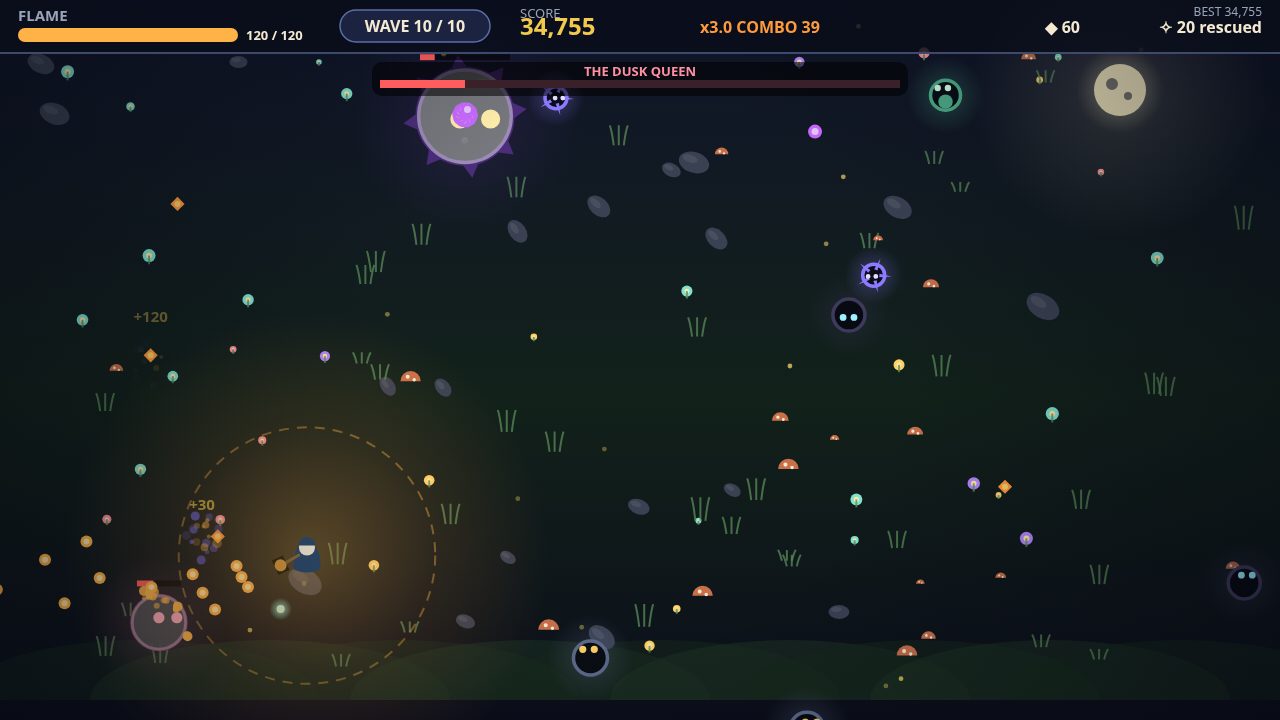 FLAME
120 / 120
WAVE 10 / 10
SCORE
34,755
x3.0 COMBO 39
◆ 60
BEST 34,755
✧ 20 rescued
THE DUSK QUEEN
+120
+30